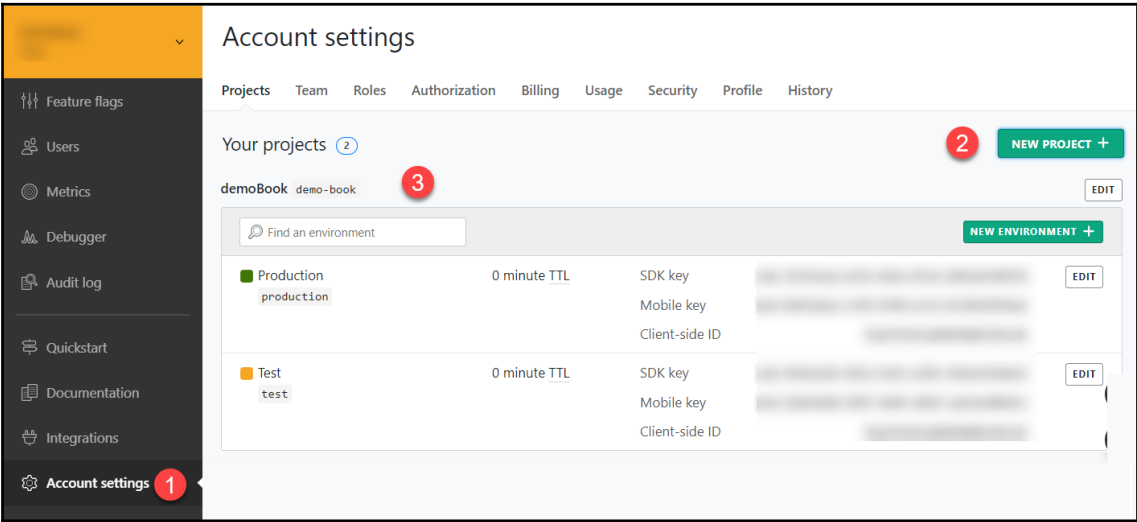 Account settings
Projects Team Roles Authorization Billing Usage Security Profile History
Feature flags
Users
Metrics
Debugger
Audit log
Quickstart
Documentation
Integrations
Account settings 1
Your projects 2
2 NEW PROJECT +
demoBook demo-book 3
EDIT
Find an environment
NEW ENVIRONMENT +
Production 0 minute TTL SDK key EDIT
production
Mobile key
Client-side ID
Test 0 minute TTL SDK key EDIT
test
Mobile key
Client-side ID